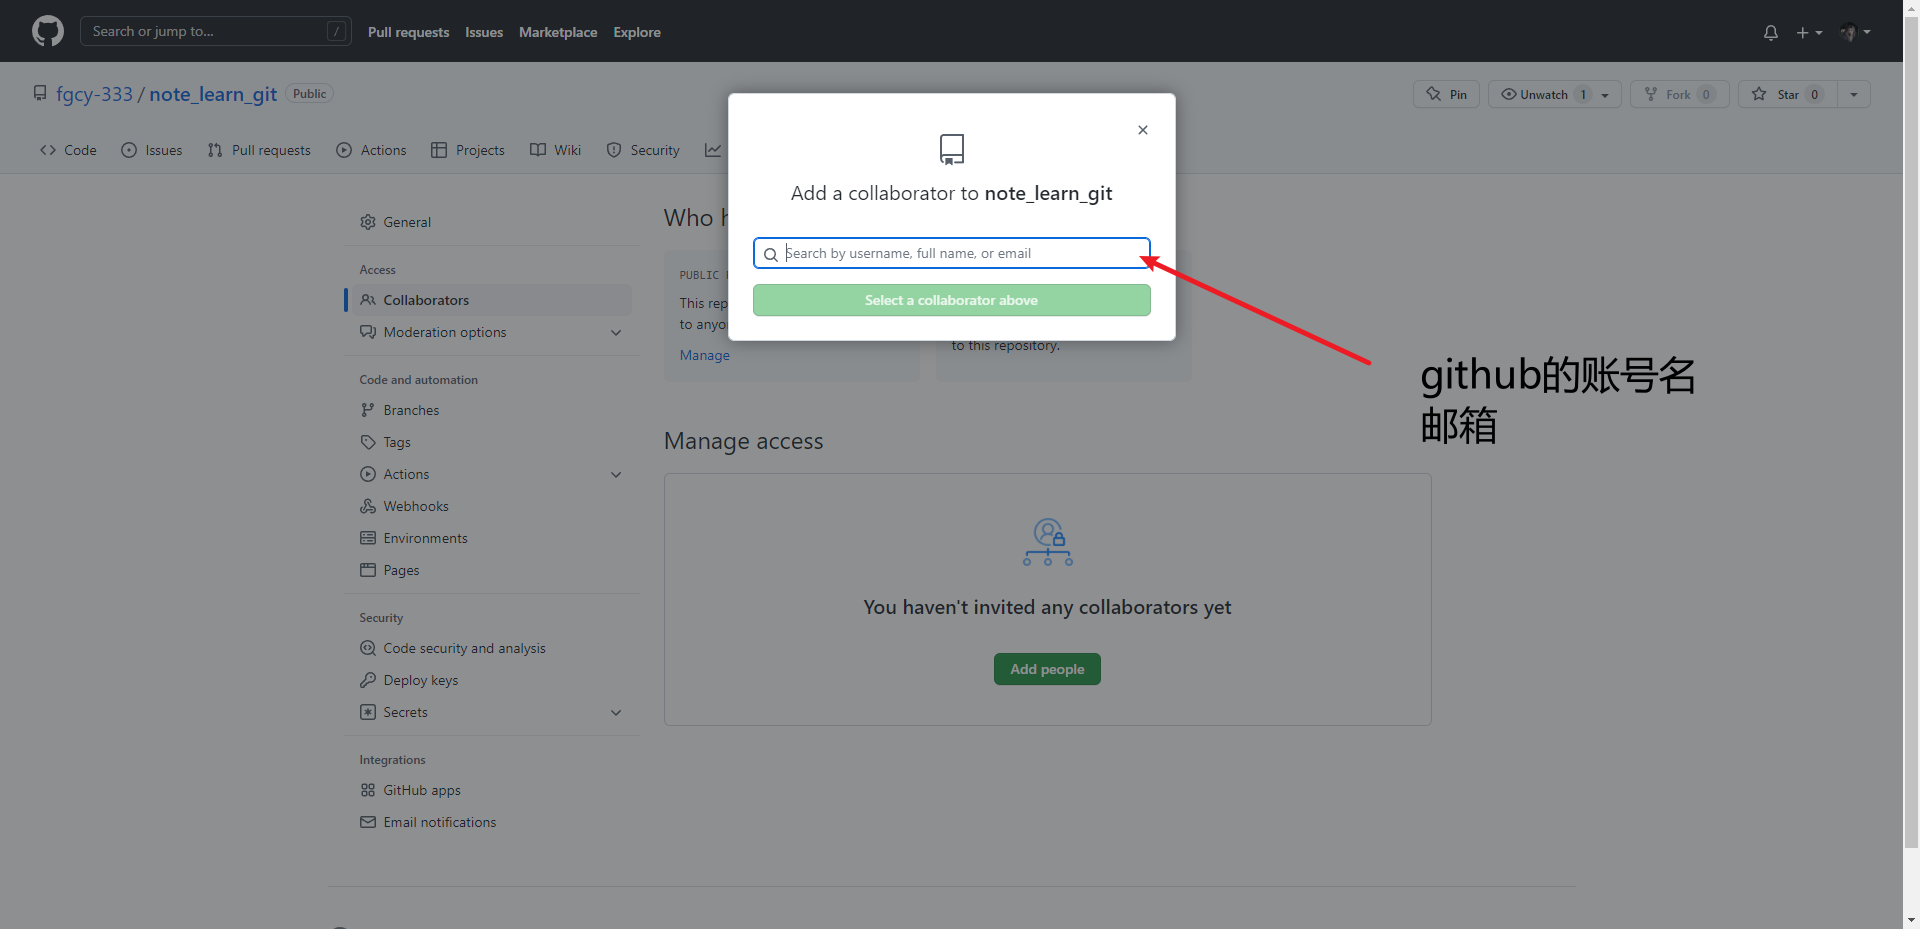 Search or jump to... /
Pull requests Issues Marketplace Explore
fgcy-333 / note_learn_git Public
Pin Unwatch 1 Fork 0 Star 0
Code Issues Pull requests Actions Projects Wiki Security
General
Access
Collaborators
Moderation options
Code and automation
Branches
Tags
Actions
Webhooks
Environments
Pages
Security
Code security and analysis
Deploy keys
Secrets
Integrations
GitHub apps
Email notifications
Who
PUBLIC
This rep
to anyo
Manage
to this repository.
Add a collaborator to note_learn_git
Search by username, full name, or email
Select a collaborator above
github的账号名
邮箱
Manage access
You haven't invited any collaborators yet
Add people